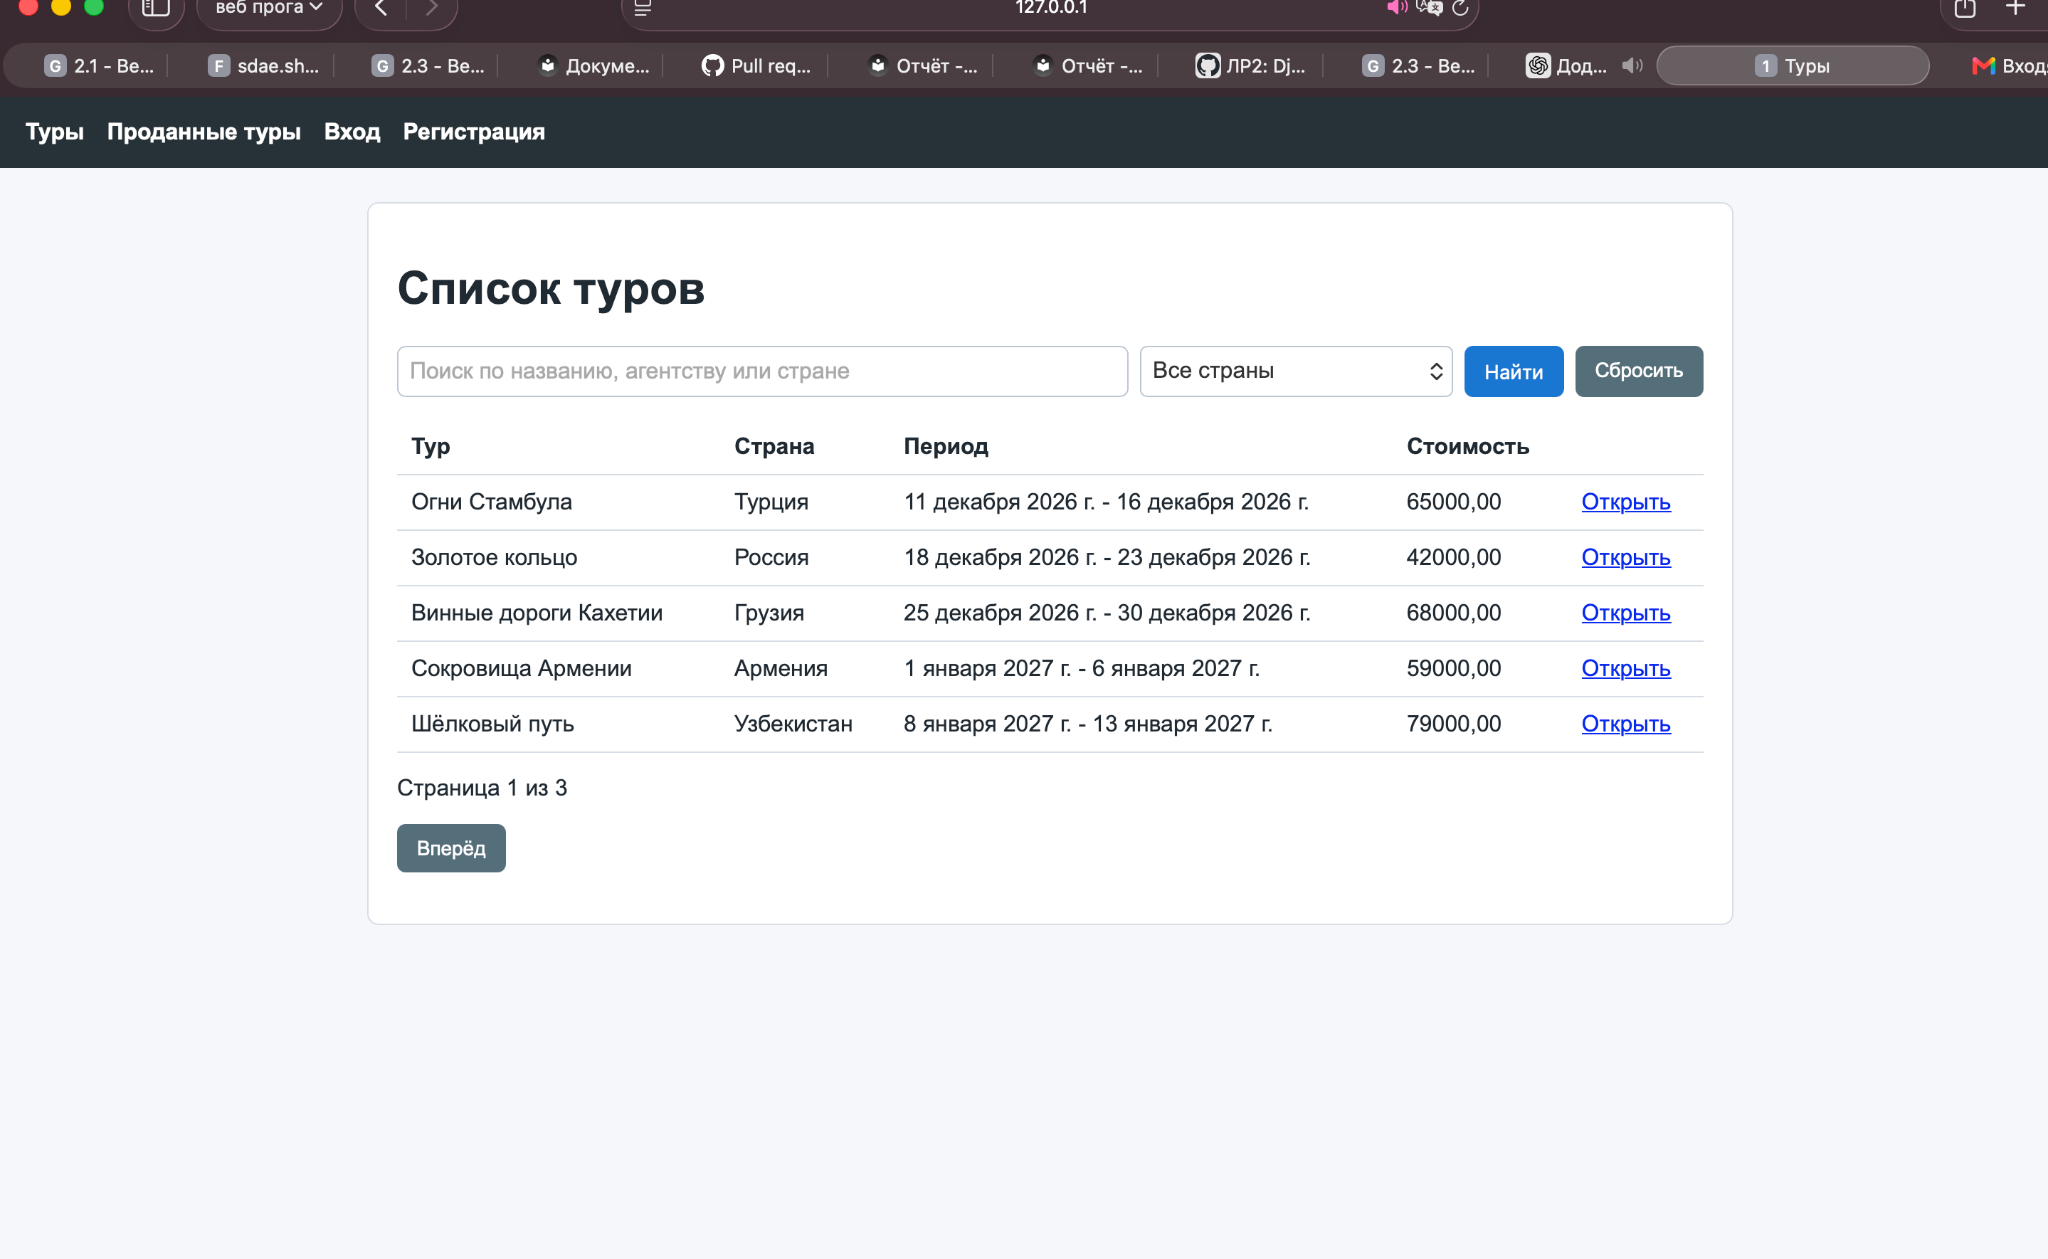 веб прога
127.0.0.1
G 2.1 - Ве...
F sdae.sh...
G 2.3 - Ве...
Докуме...
Pull req...
Отчёт -...
Отчёт -...
ЛР2: Dj...
G 2.3 - Ве...
Дод...
1 Туры
Входя
Туры Проданные туры Вход Регистрация
Список туров
Поиск по названию, агентству или стране Все страны Найти Сбросить
Тур Страна Период Стоимость
Огни Стамбула Турция 11 декабря 2026 г. - 16 декабря 2026 г. 65000,00 Открыть
Золотое кольцо Россия 18 декабря 2026 г. - 23 декабря 2026 г. 42000,00 Открыть
Винные дороги Кахетии Грузия 25 декабря 2026 г. - 30 декабря 2026 г. 68000,00 Открыть
Сокровища Армении Армения 1 января 2027 г. - 6 января 2027 г. 59000,00 Открыть
Шёлковый путь Узбекистан 8 января 2027 г. - 13 января 2027 г. 79000,00 Открыть
Страница 1 из 3
Вперёд